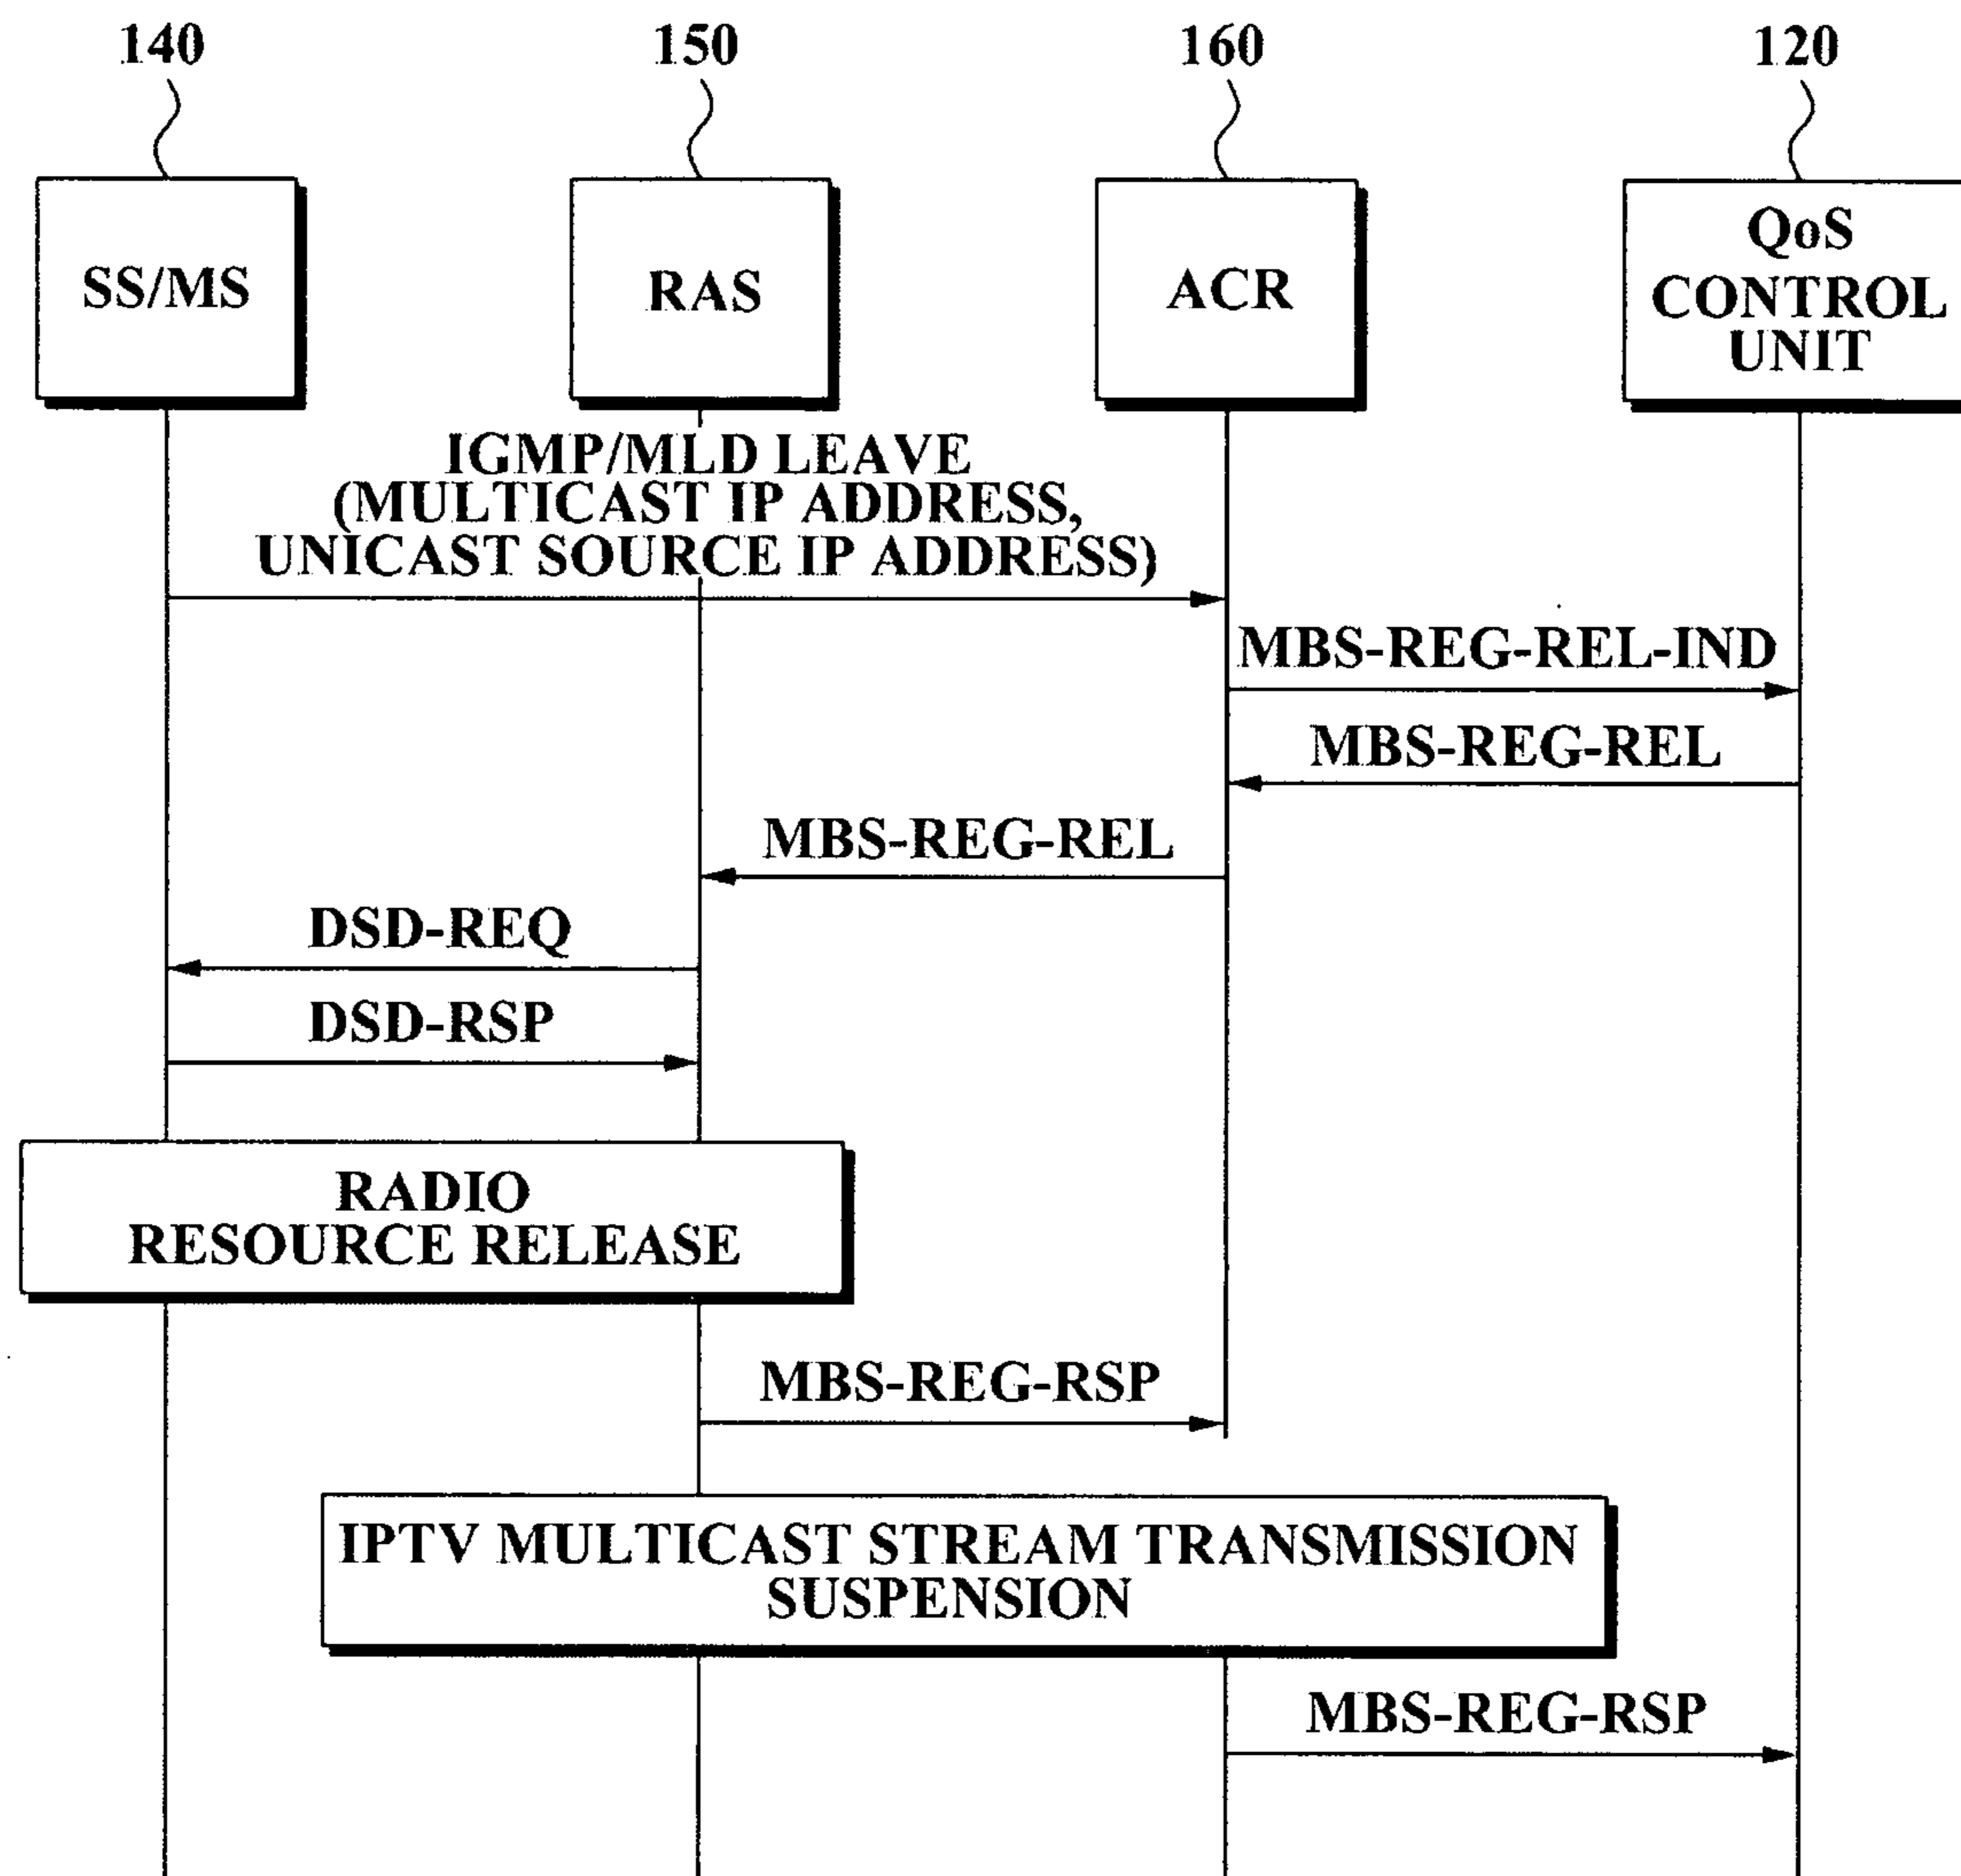 140
150
160
120
SS/MS
RAS
ACR
QoS
CONTROL
UNIT
IGMP/MLD LEAVE
(MULTICAST IP ADDRESS,
UNICAST SOURCE IP ADDRESS)
MBS-REG-REL-IND
MBS-REG-REL
MBS-REG-REL
DSD-REQ
DSD-RSP
RADIO
RESOURCE RELEASE
MBS-REG-RSP
IPTV MULTICAST STREAM TRANSMISSION
SUSPENSION
MBS-REG-RSP